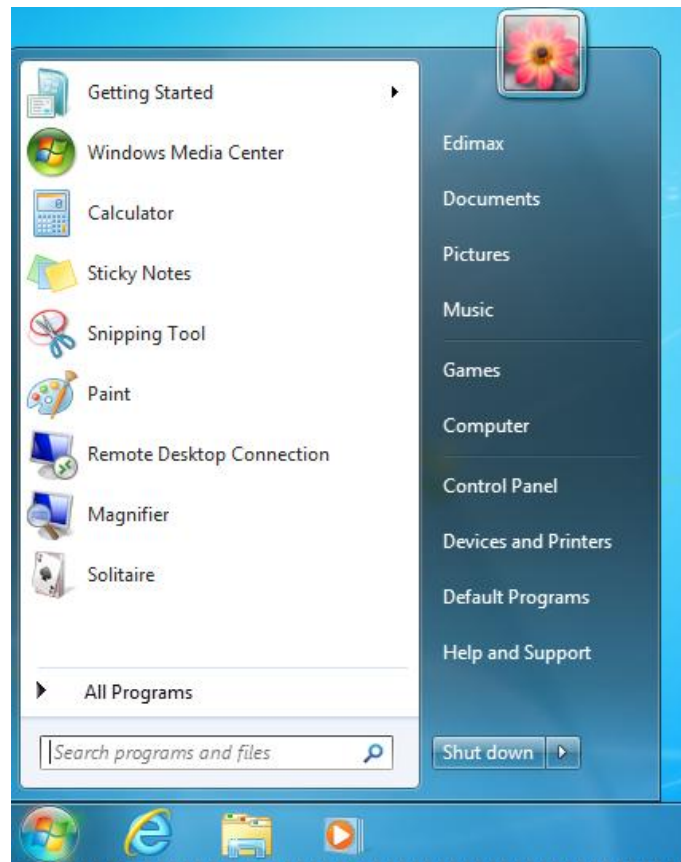 Getting Started
Windows Media Center
Calculator
Sticky Notes
Snipping Tool
Paint
Remote Desktop Connection
Magnifier
Solitaire
All Programs
Search programs and files
Edimax
Documents
Pictures
Music
Games
Computer
Control Panel
Devices and Printers
Default Programs
Help and Support
Shut down